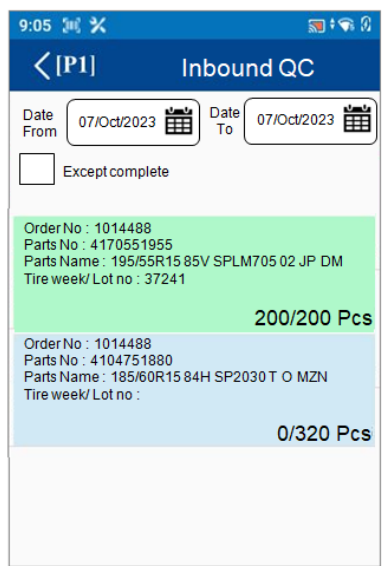 9:05
[P1] Inbound QC
Date From 07/Oct/2023 Date To 07/Oct/2023
Except complete
Order No : 1014488
Parts No : 4170551955
Parts Name : 195/55R15 85V SPLM705 02 JP DM
Tire week/ Lot no : 37241
200/200 Pcs
Order No : 1014488
Parts No : 4104751880
Parts Name : 185/60R15 84H SP2030 T O MZN
Tire week/ Lot no :
0/320 Pcs